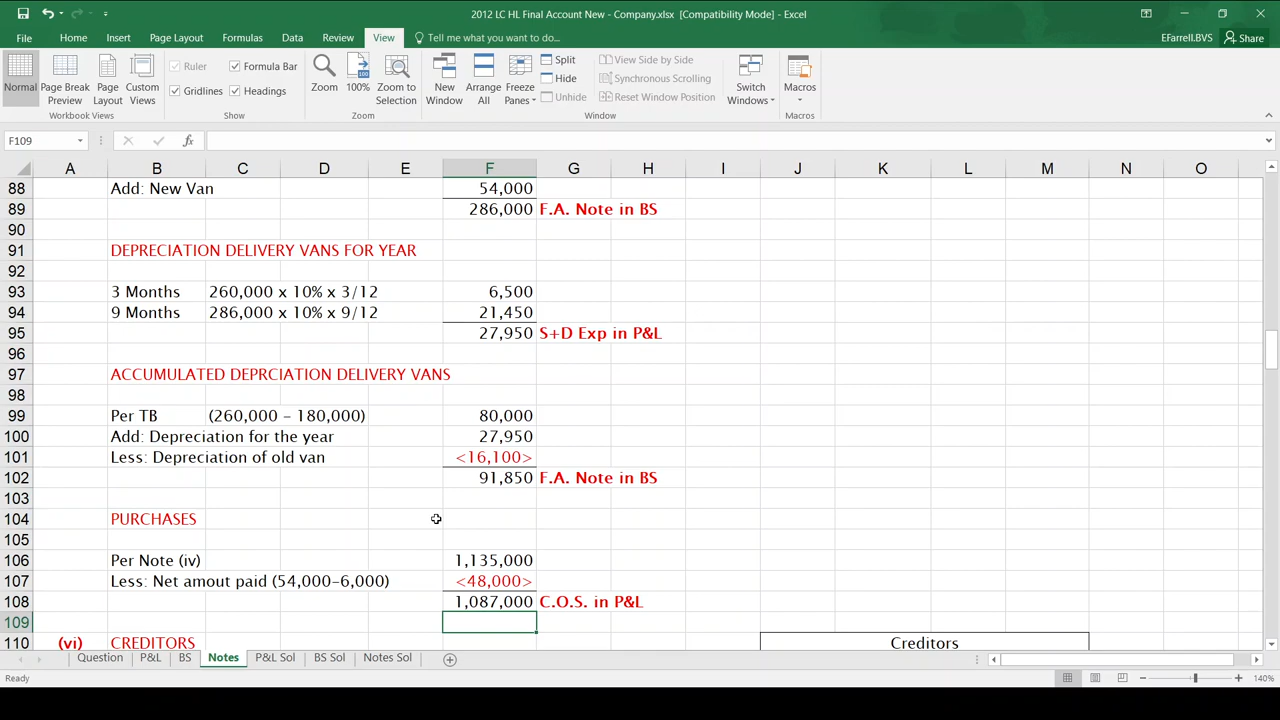 2012 LC HL Final Account New - Company.xlsx [Compatibility Mode] - Excel
File Home Insert Page Layout Formulas Data Review View Tell me what you want to do... EFarrell.BVS Share
Normal Page Break Preview Page Layout Custom Views
Ruler Formula Bar
Gridlines Headings
Zoom 100% Zoom to Selection
New Window Arrange All Freeze Panes
Split
Hide
Unhide
View Side by Side
Synchronous Scrolling
Reset Window Position
Switch Windows Macros
Workbook Views Show Zoom Window Macros
F109 fx
A B C D E F G H I J K L M N O
88 Add: New Van 54,000
89 286,000 F.A. Note in BS
90
91 DEPRECIATION DELIVERY VANS FOR YEAR
92
93 3 Months 260,000 x 10% x 3/12 6,500
94 9 Months 286,000 x 10% x 9/12 21,450
95 27,950 S+D Exp in P&L
96
97 ACCUMULATED DEPRCIATION DELIVERY VANS
98
99 Per TB (260,000 - 180,000) 80,000
100 Add: Depreciation for the year 27,950
101 Less: Depreciation of old van <16,100>
102 91,850 F.A. Note in BS
103
104 PURCHASES
105
106 Per Note (iv) 1,135,000
107 Less: Net amout paid (54,000-6,000) <48,000>
108 1,087,000 C.O.S. in P&L
109
110 (vi) CREDITORS Creditors
Question P&L BS Notes P&L Sol BS Sol Notes Sol
Ready 140%